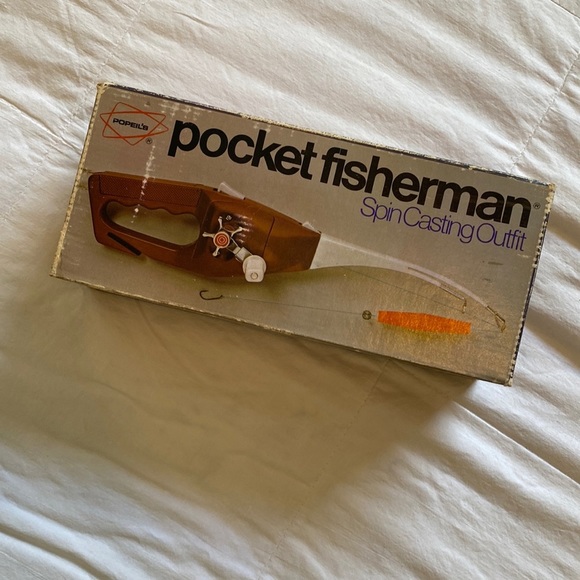 POPEIL'S
®
pocket fisherman®
Spin Casting Outfit